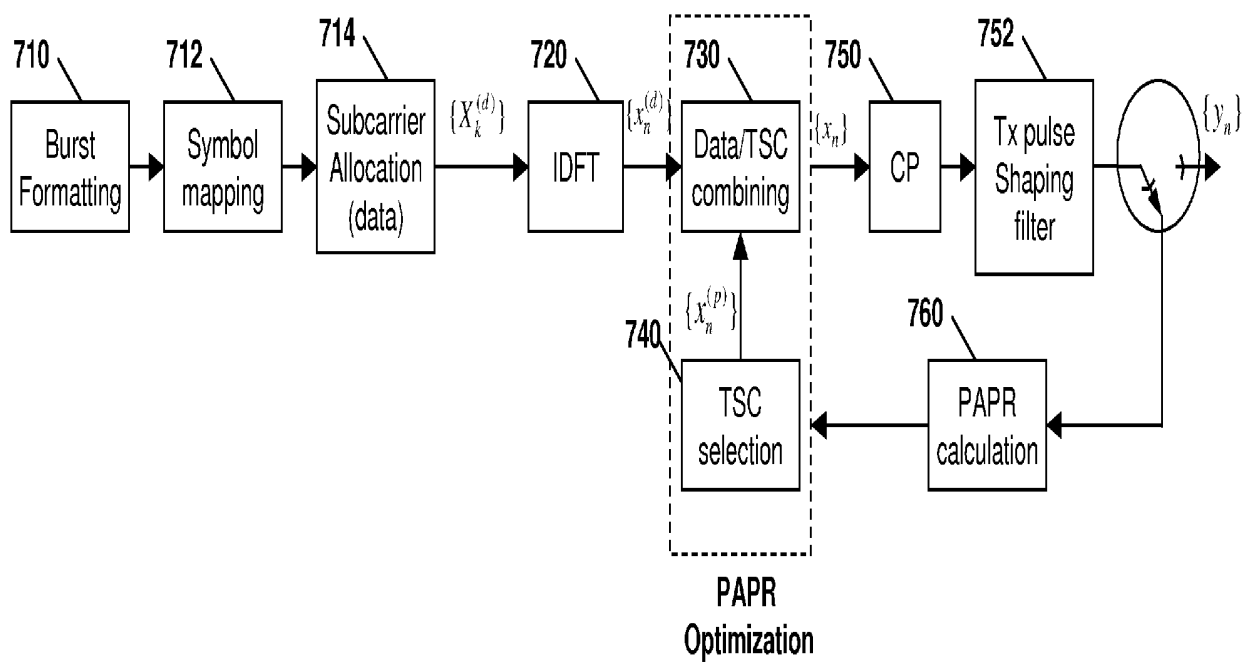 710
Burst
Formatting
712
Symbol
mapping
714
Subcarrier
Allocation
(data)
{X_k^{(d)}}
720
IDFT
{x_n^{(d)}}
730
Data/TSC
combining
{x_n}
750
CP
752
Tx pulse
Shaping
filter
{y_n}
{x_n^{(p)}}
740
TSC
selection
760
PAPR
calculation
PAPR
Optimization